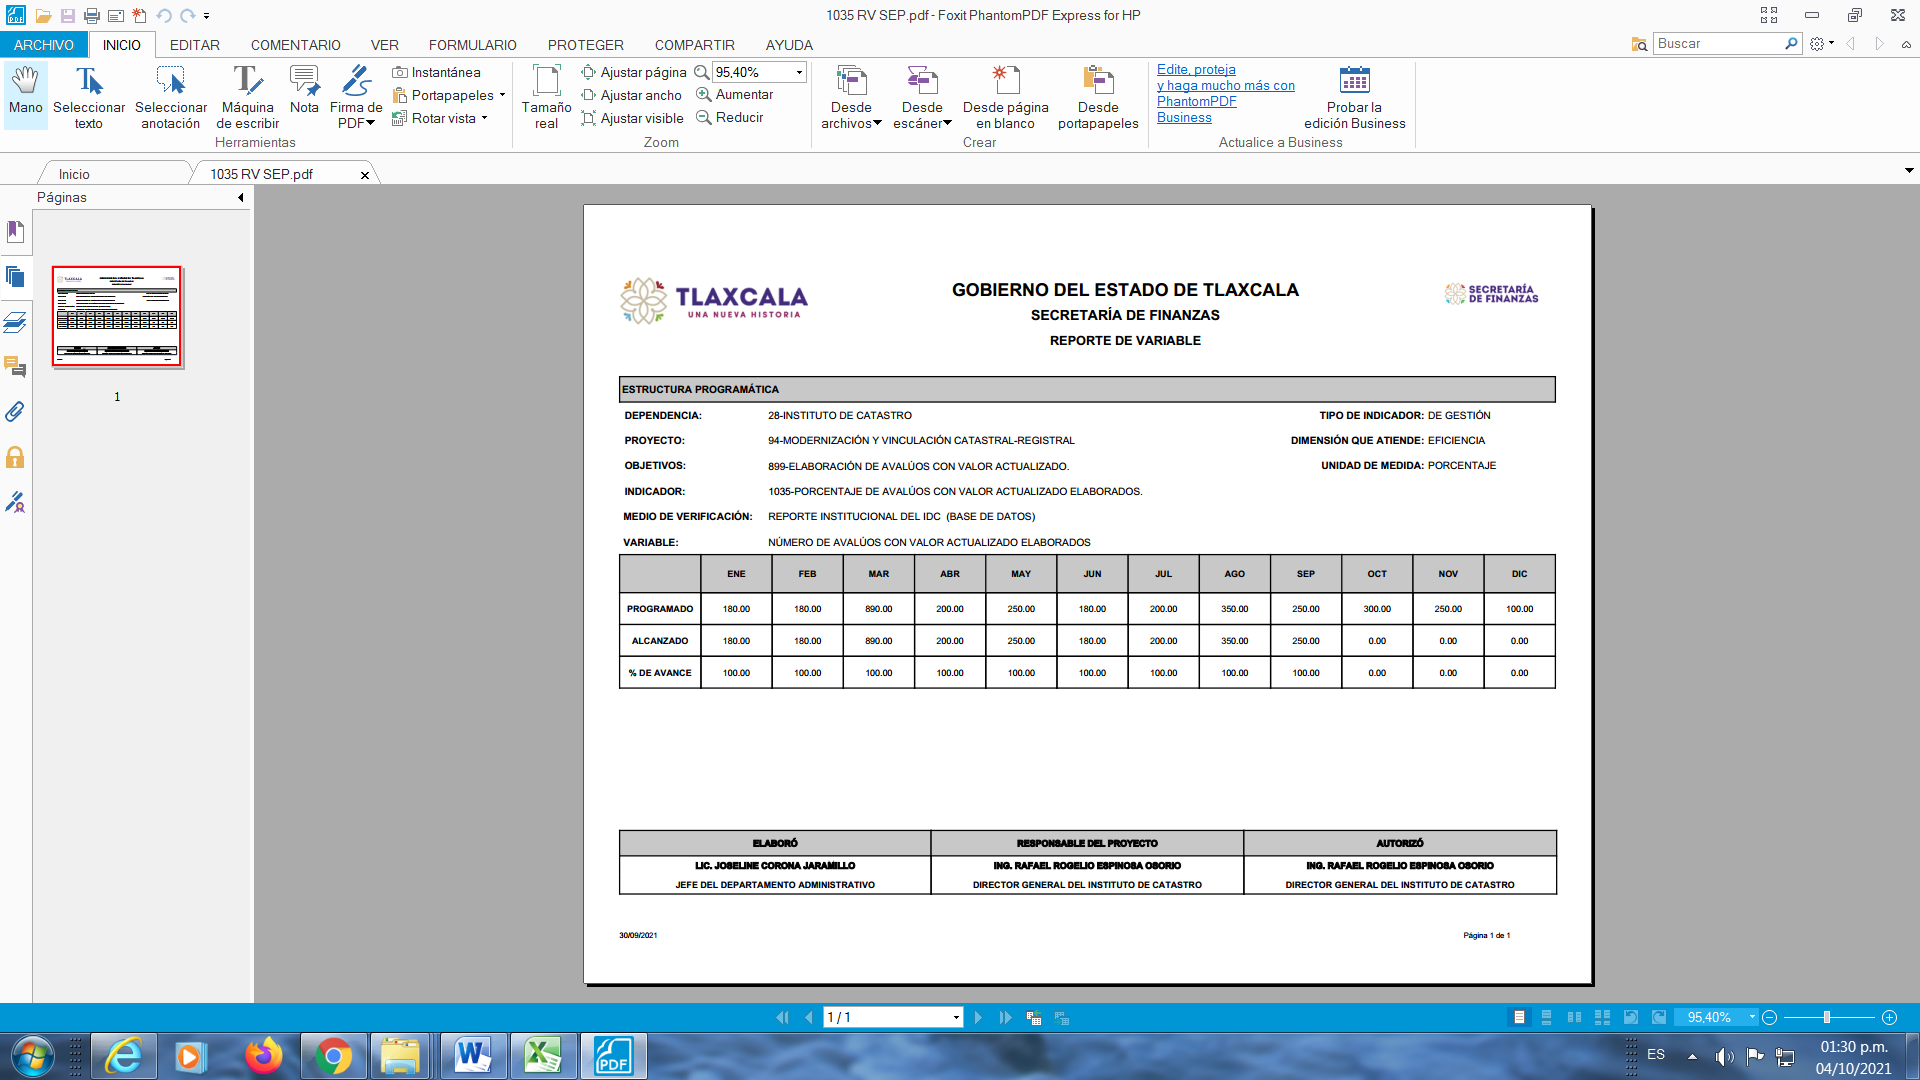 1035 RV SEP.pdf - Foxit PhantomPDF Express for HP
ARCHIVO INICIO EDITAR COMENTARIO VER FORMULARIO PROTEGER COMPARTIR AYUDA Buscar
Mano
Seleccionar texto
Seleccionar anotación
Máquina de escribir
Nota
Firma de PDF
Instantánea
Portapapeles
Rotar vista
Herramientas
Tamaño real
Ajustar página
Ajustar ancho
Ajustar visible
95,40%
Aumentar
Reducir
Zoom
Desde archivos
Desde escáner
Desde página en blanco
Desde portapapeles
Crear
Edite, proteja
y haga mucho más con
PhantomPDF
Business
Probar la edición Business
Actualice a Business
Inicio 1035 RV SEP.pdf
Páginas
1
TLAXCALA
UNA NUEVA HISTORIA
GOBIERNO DEL ESTADO DE TLAXCALA
SECRETARÍA DE FINANZAS
REPORTE DE VARIABLE
SECRETARÍA
DE FINANZAS
ESTRUCTURA PROGRAMÁTICA
DEPENDENCIA: 28-INSTITUTO DE CATASTRO TIPO DE INDICADOR: DE GESTIÓN
PROYECTO: 94-MODERNIZACIÓN Y VINCULACIÓN CATASTRAL-REGISTRAL DIMENSIÓN QUE ATIENDE: EFICIENCIA
OBJETIVOS: 899-ELABORACIÓN DE AVALÚOS CON VALOR ACTUALIZADO. UNIDAD DE MEDIDA: PORCENTAJE
INDICADOR: 1035-PORCENTAJE DE AVALÚOS CON VALOR ACTUALIZADO ELABORADOS.
MEDIO DE VERIFICACIÓN: REPORTE INSTITUCIONAL DEL IDC (BASE DE DATOS)
VARIABLE: NÚMERO DE AVALÚOS CON VALOR ACTUALIZADO ELABORADOS
ENE FEB MAR ABR MAY JUN JUL AGO SEP OCT NOV DIC
PROGRAMADO 180.00 180.00 890.00 200.00 250.00 180.00 200.00 350.00 250.00 300.00 250.00 100.00
ALCANZADO 180.00 180.00 890.00 200.00 250.00 180.00 200.00 350.00 250.00 0.00 0.00 0.00
% DE AVANCE 100.00 100.00 100.00 100.00 100.00 100.00 100.00 100.00 100.00 0.00 0.00 0.00
ELABORÓ RESPONSABLE DEL PROYECTO AUTORIZÓ
LIC. JOSELINE CORONA JARAMILLO ING. RAFAEL ROGELIO ESPINOSA OSORIO ING. RAFAEL ROGELIO ESPINOSA OSORIO
JEFE DEL DEPARTAMENTO ADMINISTRATIVO DIRECTOR GENERAL DEL INSTITUTO DE CATASTRO DIRECTOR GENERAL DEL INSTITUTO DE CATASTRO
30/09/2021 Página 1 de 1
1 / 1 95,40%
ES 01:30 p.m.
04/10/2021